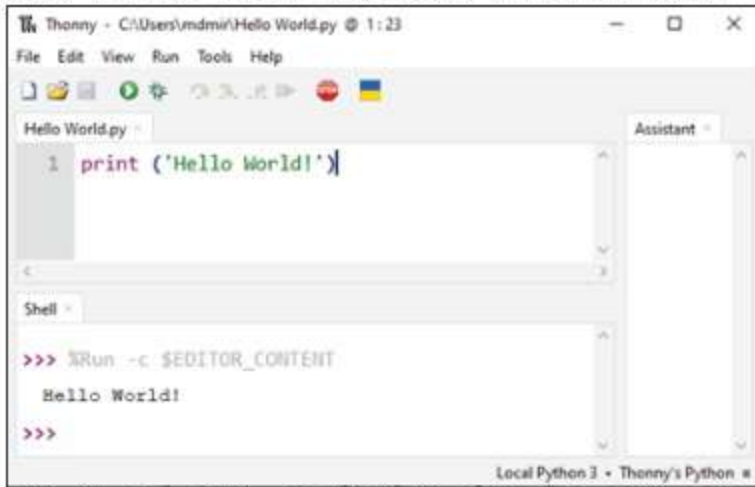 Thonny - C:\Users\mdmir\Hello World.py @ 1:23
File Edit View Run Tools Help
STOP
Hello World.py ×
Assistant ×
1 print ('Hello World!')
Shell ×
>>> %Run -c $EDITOR_CONTENT
Hello World!
>>>
Local Python 3 • Thonny's Python ≡